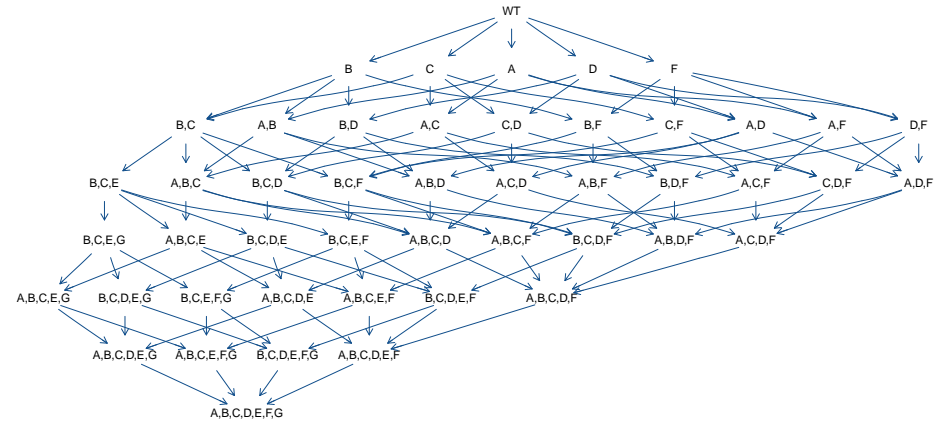 WT
B C A D F
B,C A,B B,D A,C C,D B,F C,F A,D A,F D,F
B,C,E A,B,C B,C,D B,C,F A,B,D A,C,D A,B,F B,D,F A,C,F C,D,F A,D,F
B,C,E,G A,B,C,E B,C,D,E B,C,E,F A,B,C,D A,B,C,F B,C,D,F A,B,D,F A,C,D,F
A,B,C,E,G B,C,D,E,G B,C,E,F,G A,B,C,D,E A,B,C,E,F B,C,D,E,F A,B,C,D,F
A,B,C,D,E,G A,B,C,E,F,G B,C,D,E,F,G A,B,C,D,E,F
A,B,C,D,E,F,G